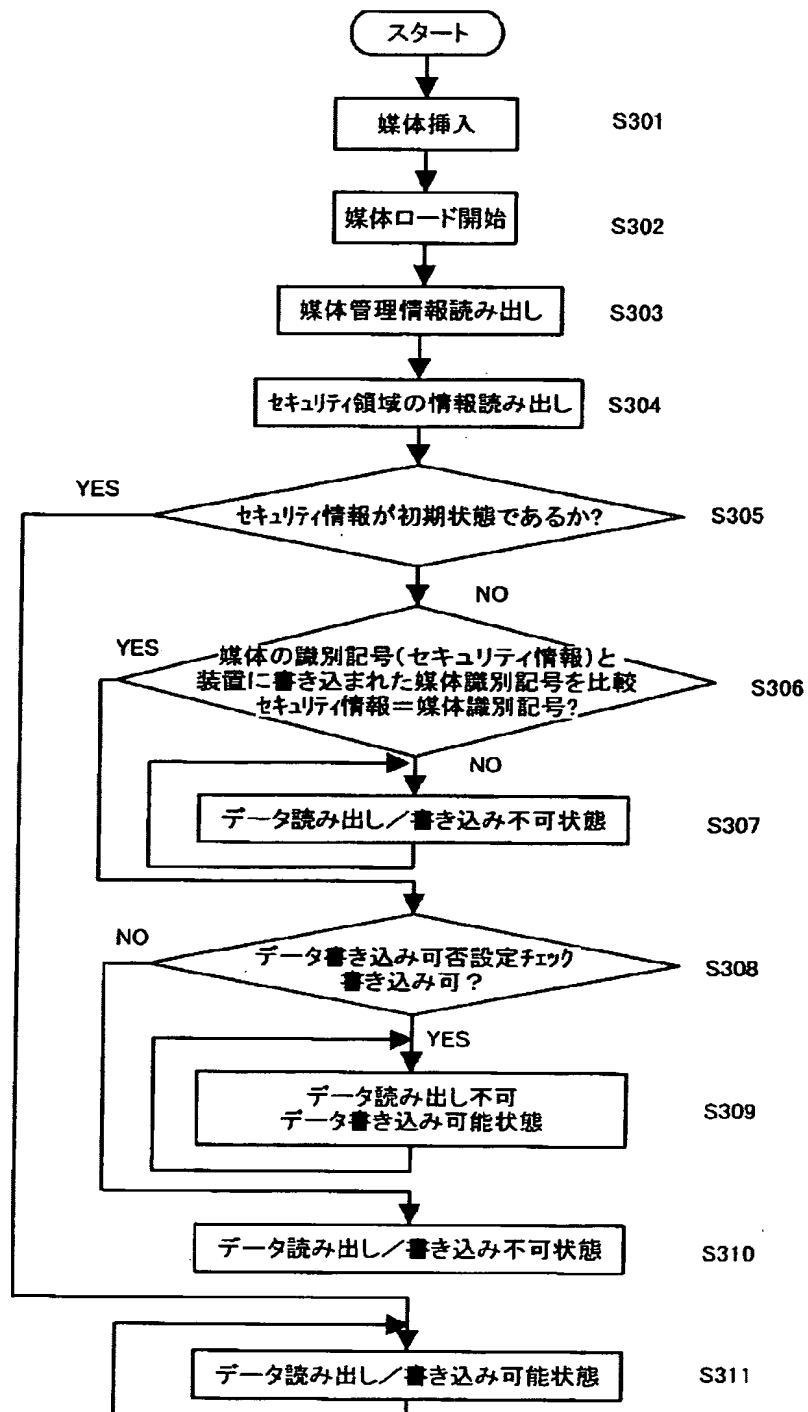 スタート
媒体挿入 S301
媒体ロード開始 S302
媒体管理情報読み出し S303
セキュリティ領域の情報読み出し S304
YES
セキュリティ情報が初期状態であるか? S305
NO
YES
媒体の識別記号(セキュリティ情報)と
装置に書き込まれた媒体識別記号を比較
セキュリティ情報=媒体識別記号? S306
NO
データ読み出し/書き込み不可状態 S307
NO
データ書き込み可否設定チェック
書き込み可? S308
YES
データ読み出し不可
データ書き込み可能状態 S309
データ読み出し/書き込み不可状態 S310
データ読み出し/書き込み可能状態 S311